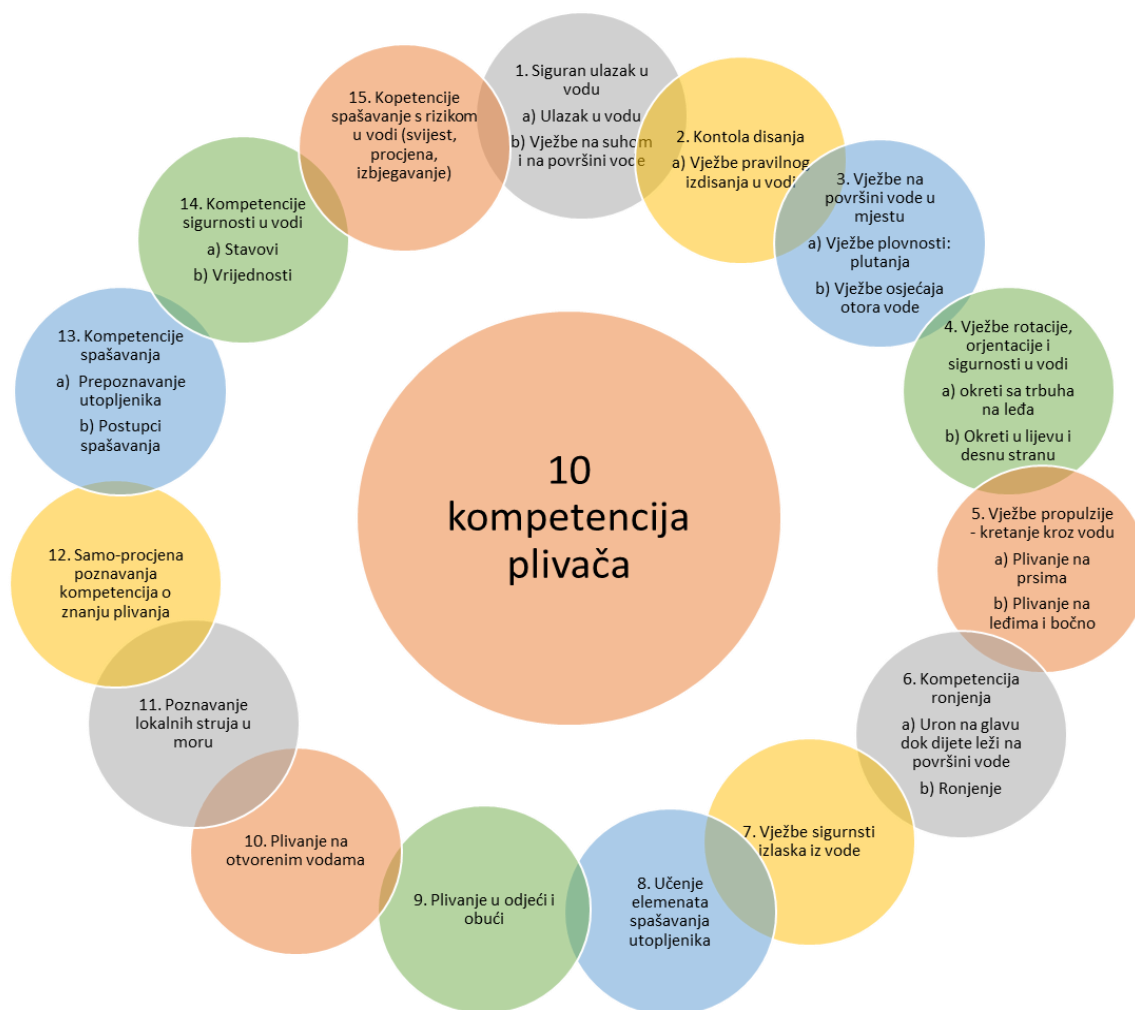 1. Siguran ulazak u
vodu
a) Ulazak u vodu
b) Vježbe na suhom
i na površini vode
2. Kontola disanja
a) Vježbe pravilnog
izdisanja u vodi
3. Vježbe na
površini vode u
mjestu
a) Vježbe plovnosti:
plutanja
b) Vježbe osjećaja
otora vode
4. Vježbe rotacije,
orjentacije i
sigurnosti u vodi
a) okreti sa trbuha
na leđa
b) Okreti u lijevu i
desnu stranu
5. Vježbe propulzije
- kretanje kroz vodu
a) Plivanje na
prsima
b) Plivanje na
leđima i bočno
6. Kompetencija
ronjenja
a) Uron na glavu
dok dijete leži na
površini vode
b) Ronjenje
7. Vježbe sigurnsti
izlaska iz vode
8. Učenje
elemenata
spašavanja
utopljenika
9. Plivanje u odjeći i
obući
10. Plivanje na
otvorenim vodama
11. Poznavanje
lokalnih struja u
moru
12. Samo-procjena
poznavanja
kompetencija o
znanju plivanja
13. Kompetencije
spašavanja
a) Prepoznavanje
utopljenika
b) Postupci
spašavanja
14. Kompetencije
sigurnosti u vodi
a) Stavovi
b) Vrijednosti
15. Kopetencije
spašavanje s rizikom
u vodi (svijest,
procjena,
izbjegavanje)
10
kompetencija
plivača